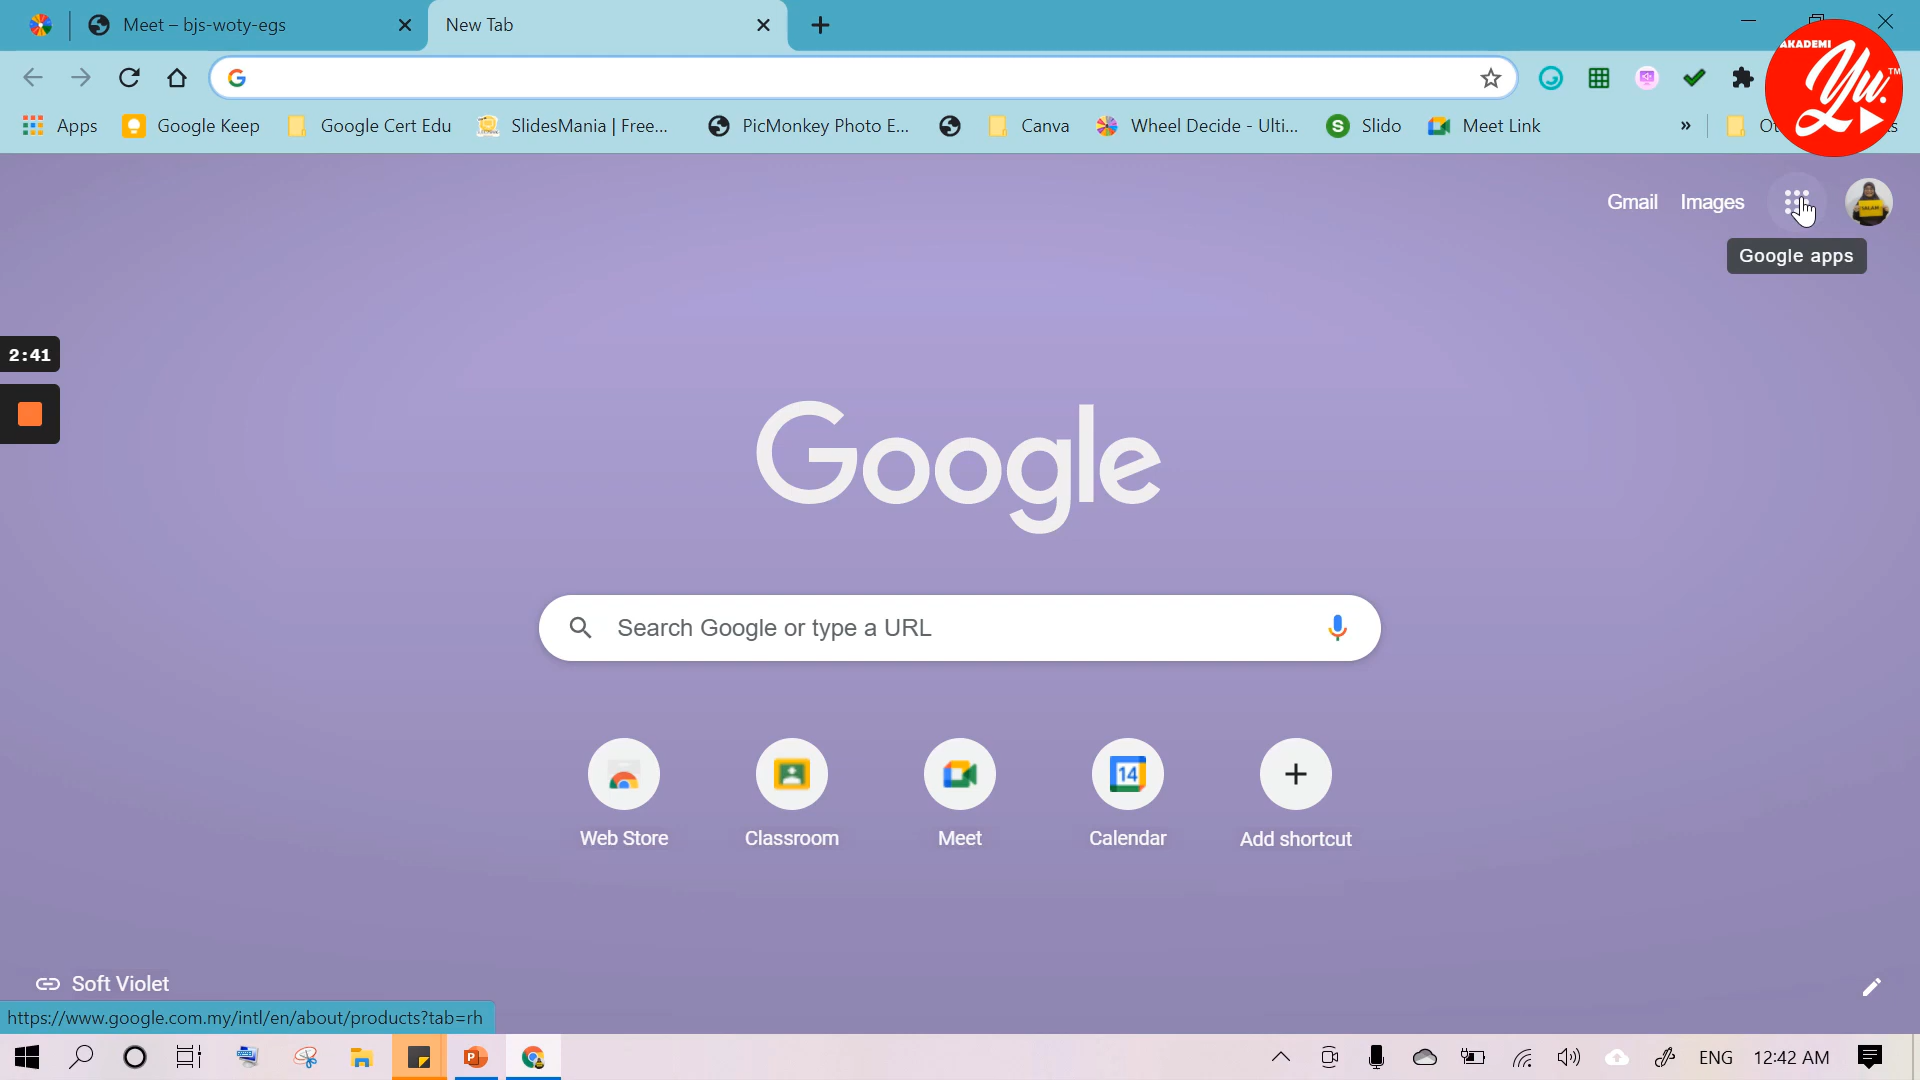 Meet – bjs-woty-egs
New Tab
AKADEMI
Yu.
TM
Apps
Google Keep
Google Cert Edu
SlidesMania | Free...
PicMonkey Photo E...
Canva
Wheel Decide - Ulti...
Slido
Meet Link
»
Gmail
Images
Google apps
2:41
Google
Search Google or type a URL
14
Web Store
Classroom
Meet
Calendar
Add shortcut
Soft Violet
https://www.google.com.my/intl/en/about/products?tab=rh
ENG
12:42 AM